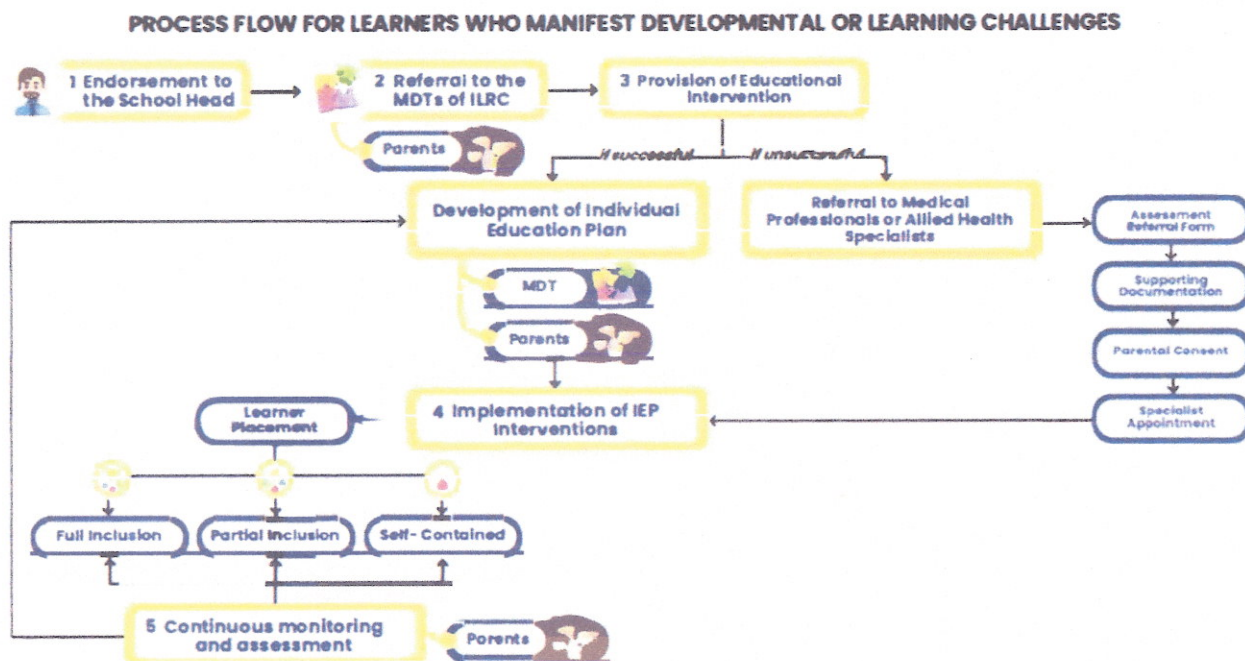 PROCESS FLOW FOR LEARNERS WHO MANIFEST DEVELOPMENTAL OR LEARNING CHALLENGES
1 Endorsement to
the School Head
2 Referral to the
MDTs of ILRC
3 Provision of Educational
Intervention
Parents
if successful
if unsuccessful
Development of Individual
Education Plan
Referral to Medical
Professionals or Allied Health
Specialists
Assessment
Referral Form
MDT
Supporting
Documentation
Parents
Parental Consent
Learner
Placement
4 Implementation of IEP
Interventions
Specialist
Appointment
Full Inclusion
Partial Inclusion
Self- Contained
5 Continuous monitoring
and assessment
Parents